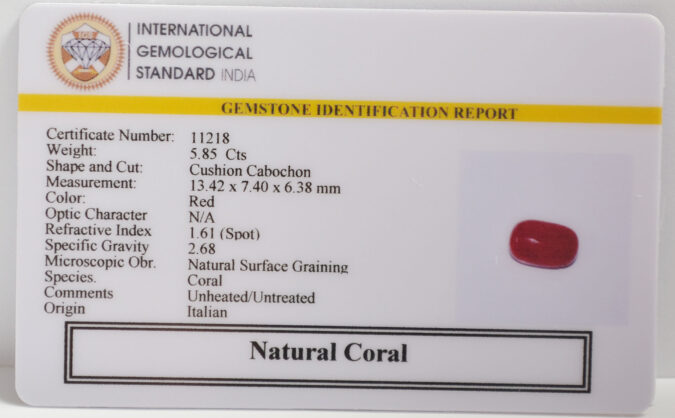 IGS
INTERNATIONAL
GEMOLOGICAL
STANDARD INDIA
GEMSTONE IDENTIFICATION REPORT
Certificate Number: 11218
Weight: 5.85 Cts
Shape and Cut: Cushion Cabochon
Measurement: 13.42 x 7.40 x 6.38 mm
Color: Red
Optic Character N/A
Refractive Index 1.61 (Spot)
Specific Gravity 2.68
Microscopic Obr. Natural Surface Graining
Species. Coral
Comments Unheated/Untreated
Origin Italian
Natural Coral